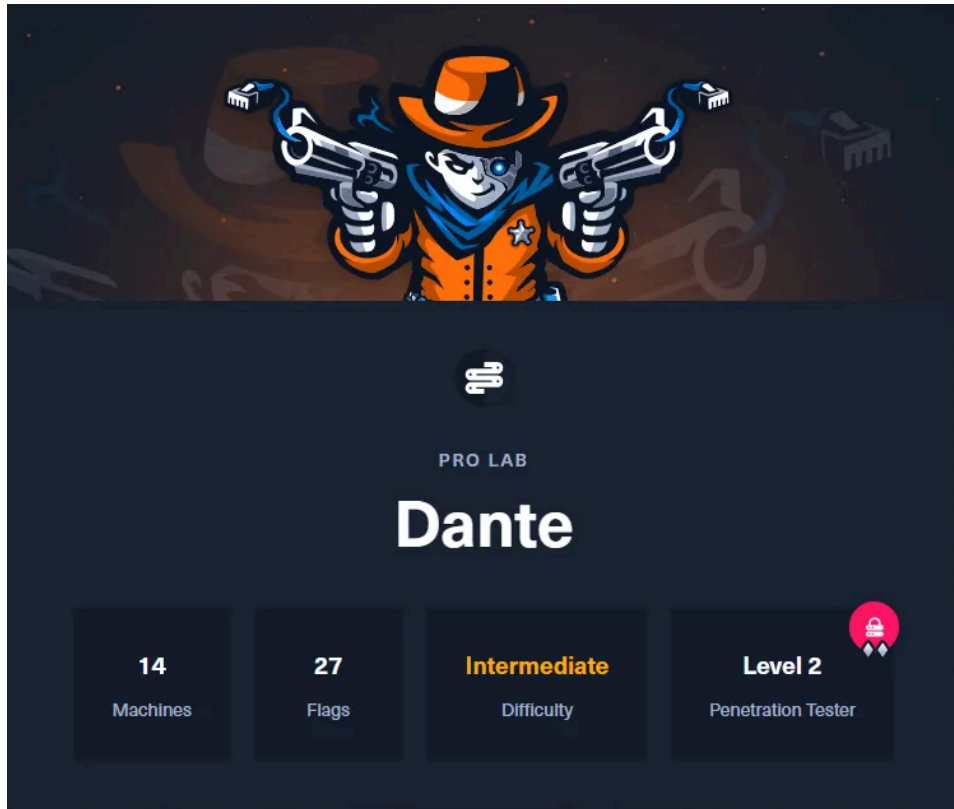 PRO LAB
Dante
14 27 Intermediate Level 2
Machines Flags Difficulty Penetration Tester